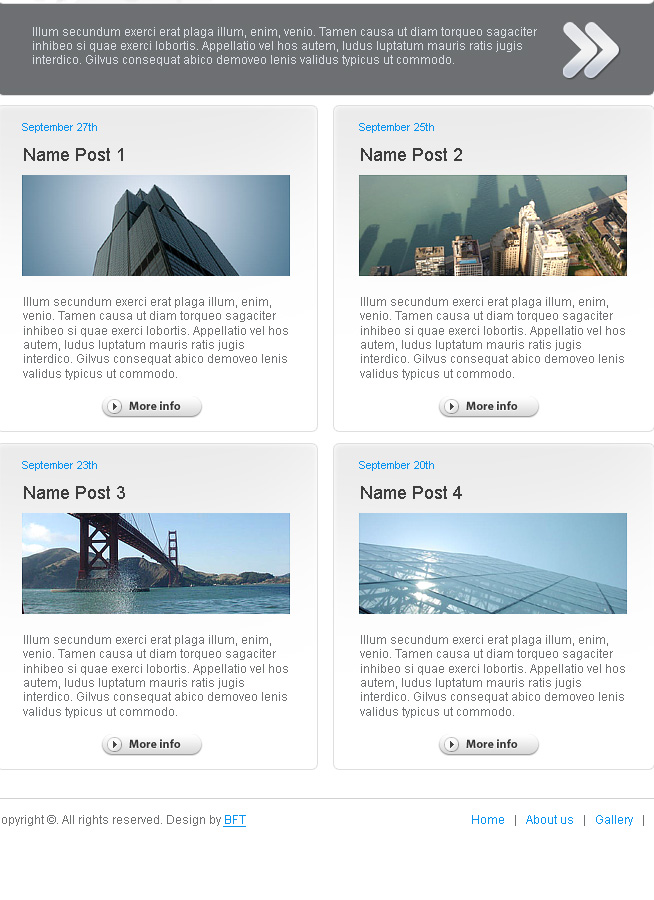 Illum secundum exerci erat plaga illum, enim, venio. Tamen causa ut diam torqueo sagaciter
inhibeo si quae exerci lobortis. Appellatio vel hos autem, ludus luptatum mauris ratis jugis
interdico. Gilvus consequat abico demoveo lenis validus typicus ut commodo.
September 27th
Name Post 1
Illum secundum exerci erat plaga illum, enim,
venio. Tamen causa ut diam torqueo sagaciter
inhibeo si quae exerci lobortis. Appellatio vel hos
autem, ludus luptatum mauris ratis jugis
interdico. Gilvus consequat abico demoveo lenis
validus typicus ut commodo.
More info
September 25th
Name Post 2
Illum secundum exerci erat plaga illum, enim,
venio. Tamen causa ut diam torqueo sagaciter
inhibeo si quae exerci lobortis. Appellatio vel hos
autem, ludus luptatum mauris ratis jugis
interdico. Gilvus consequat abico demoveo lenis
validus typicus ut commodo.
More info
September 23th
Name Post 3
Illum secundum exerci erat plaga illum, enim,
venio. Tamen causa ut diam torqueo sagaciter
inhibeo si quae exerci lobortis. Appellatio vel hos
autem, ludus luptatum mauris ratis jugis
interdico. Gilvus consequat abico demoveo lenis
validus typicus ut commodo.
More info
September 20th
Name Post 4
Illum secundum exerci erat plaga illum, enim,
venio. Tamen causa ut diam torqueo sagaciter
inhibeo si quae exerci lobortis. Appellatio vel hos
autem, ludus luptatum mauris ratis jugis
interdico. Gilvus consequat abico demoveo lenis
validus typicus ut commodo.
More info
opyright ©. All rights reserved. Design by BFT
Home | About us | Gallery |